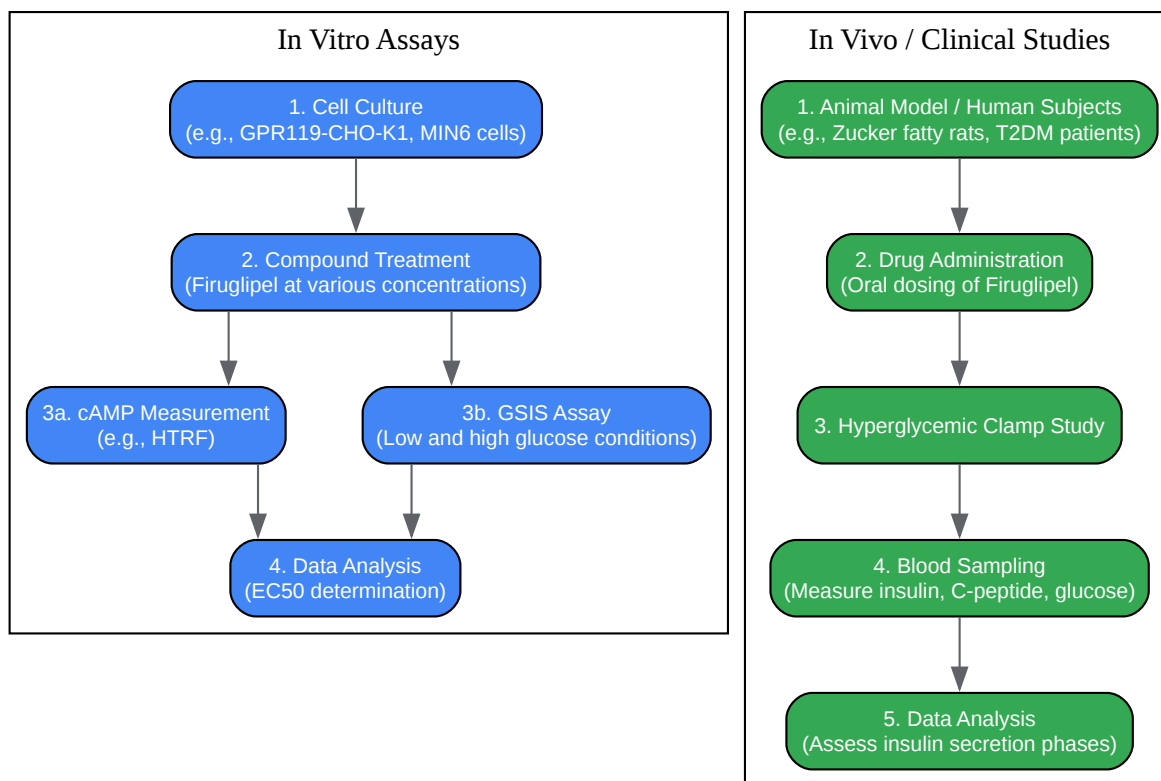 In Vitro Assays
1. Cell Culture
(e.g., GPR119-CHO-K1, MIN6 cells)
2. Compound Treatment
(Firuglipel at various concentrations)
3a. cAMP Measurement
(e.g., HTRF)
3b. GSIS Assay
(Low and high glucose conditions)
4. Data Analysis
(EC50 determination)
In Vivo / Clinical Studies
1. Animal Model / Human Subjects
(e.g., Zucker fatty rats, T2DM patients)
2. Drug Administration
(Oral dosing of Firuglipel)
3. Hyperglycemic Clamp Study
4. Blood Sampling
(Measure insulin, C-peptide, glucose)
5. Data Analysis
(Assess insulin secretion phases)